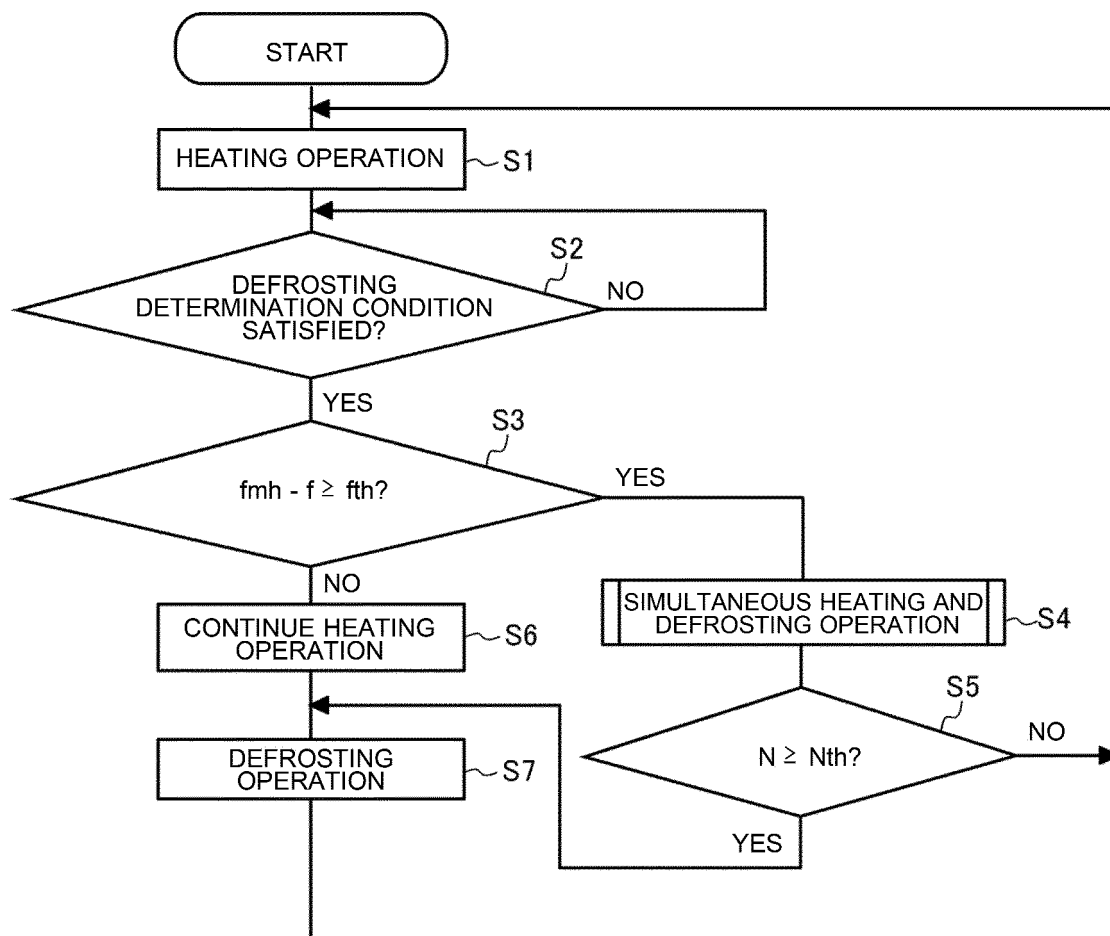 START
HEATING OPERATION
S1
DEFROSTING
DETERMINATION CONDITION
SATISFIED?
S2
NO
YES
fmh - f ≧ fth?
S3
YES
NO
SIMULTANEOUS HEATING AND
DEFROSTING OPERATION
S4
CONTINUE HEATING
OPERATION
S6
N ≧ Nth?
S5
NO
YES
DEFROSTING
OPERATION
S7